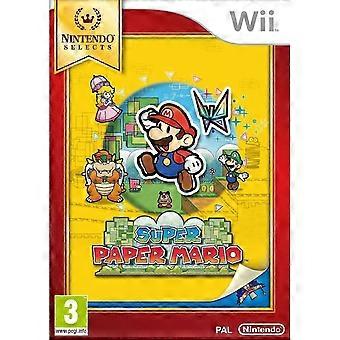 NINTENDO
SELECTS
Wii
SUPER
PAPER MARIO
3
www.pegi.info
PAL
Nintendo